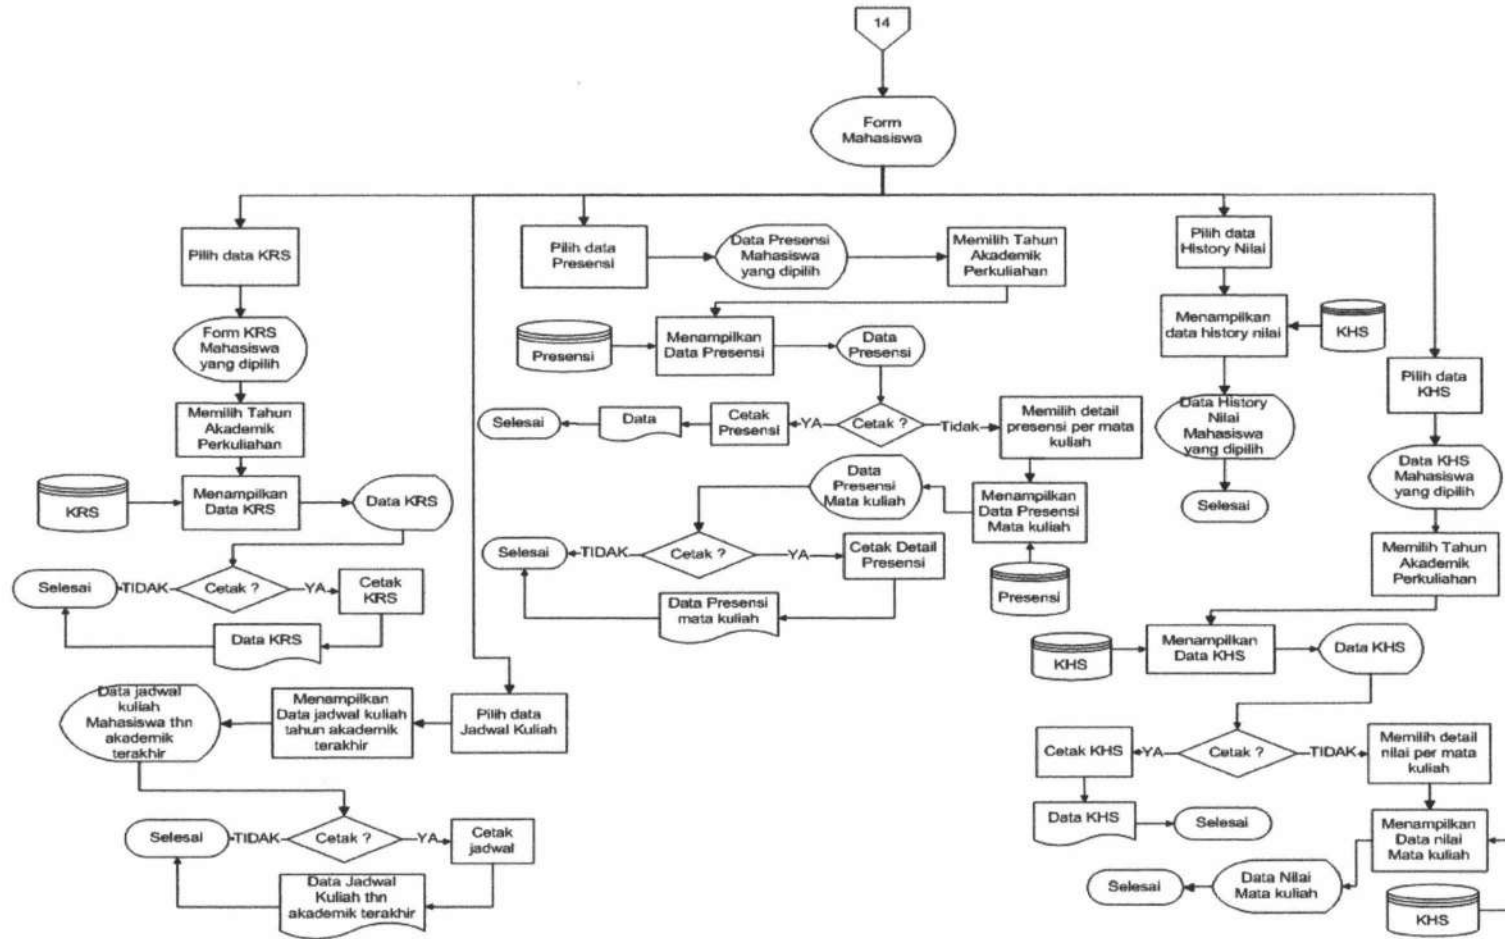 14
Form
Mahasiswa
Pilih data KRS
Form KRS
Mahasiswa
yang dipilih
Memilih Tahun
Akademik
Perkuliahan
KRS
Menampilkan
Data KRS
Data KRS
Selesai
TIDAK
Cetak ?
YA
Cetak
KRS
Data KRS
Data jadwal
kuliah
Mahasiswa thn
akademik
terakhir
Menampilkan
Data jadwal kuliah
tahun akademik
terakhir
Pilih data
Jadwal Kuliah
Selesai
TIDAK
Cetak ?
YA
Cetak
jadwal
Data Jadwal
Kuliah thn
akademik terakhir
Pilih data
Presensi
Data Presensi
Mahasiswa
yang dipilih
Memilih Tahun
Akademik
Perkuliahan
Presensi
Menampilkan
Data Presensi
Data
Presensi
Selesai
Data
Cetak
Presensi
YA
Cetak ?
Tidak
Memilih detail
presensi per mata
kuliah
Data
Presensi
Mata kuliah
Menampilkan
Data Presensi
Mata kuliah
Presensi
Selesai
TIDAK
Cetak ?
YA
Cetak Detail
Presensi
Data Presensi
mata kuliah
Pilih data
History Nilai
Menampilkan
data history nilai
KHS
Data History
Nilai
Mahasiswa
yang dipilih
Selesai
Pilih data
KHS
Data KHS
Mahasiswa
yang dipilih
Memilih Tahun
Akademik
Perkuliahan
KHS
Menampilkan
Data KHS
Data KHS
Cetak KHS
YA
Cetak ?
TIDAK
Memilih detail
nilai per mata
kuliah
Data KHS
Selesai
Menampilkan
Data nilai
Mata kuliah
Selesai
Data Nilai
Mata kuliah
KHS